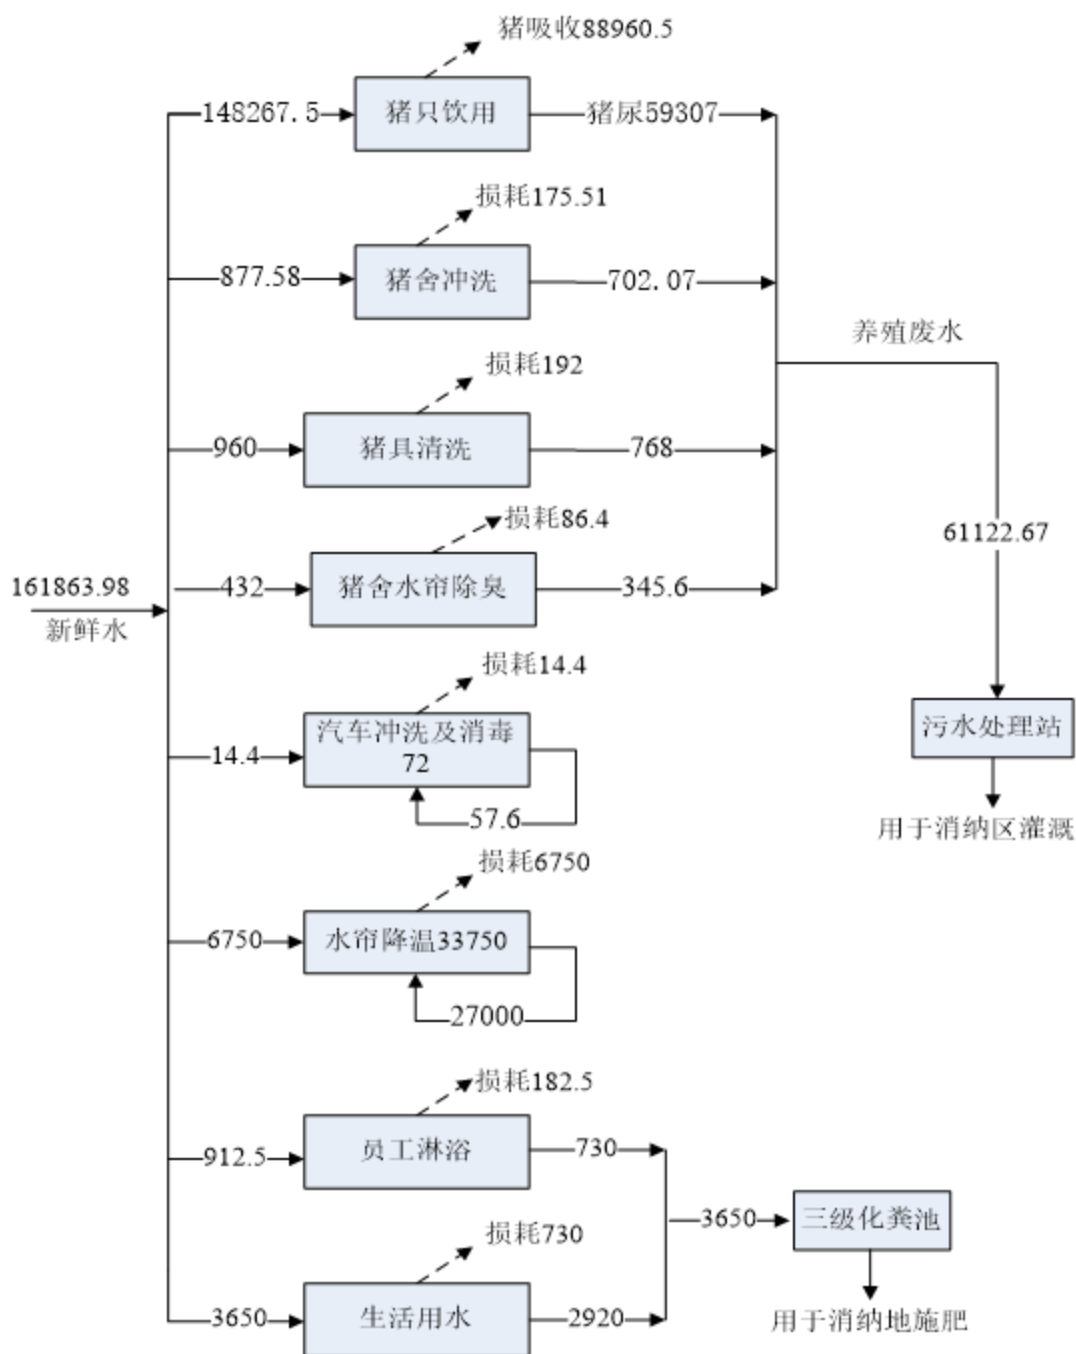 猪吸收88960.5
148267.5
猪只饮用
猪尿59307
损耗175.51
877.58
猪舍冲洗
702.07
养殖废水
损耗192
960
猪具清洗
768
损耗86.4
61122.67
161863.98
新鲜水
432
猪舍水帘除臭
345.6
损耗14.4
14.4
汽车冲洗及消毒
72
57.6
污水处理站
用于消纳区灌溉
损耗6750
6750
水帘降温33750
27000
损耗182.5
912.5
员工淋浴
730
3650
三级化粪池
损耗730
3650
生活用水
2920
用于消纳地施肥